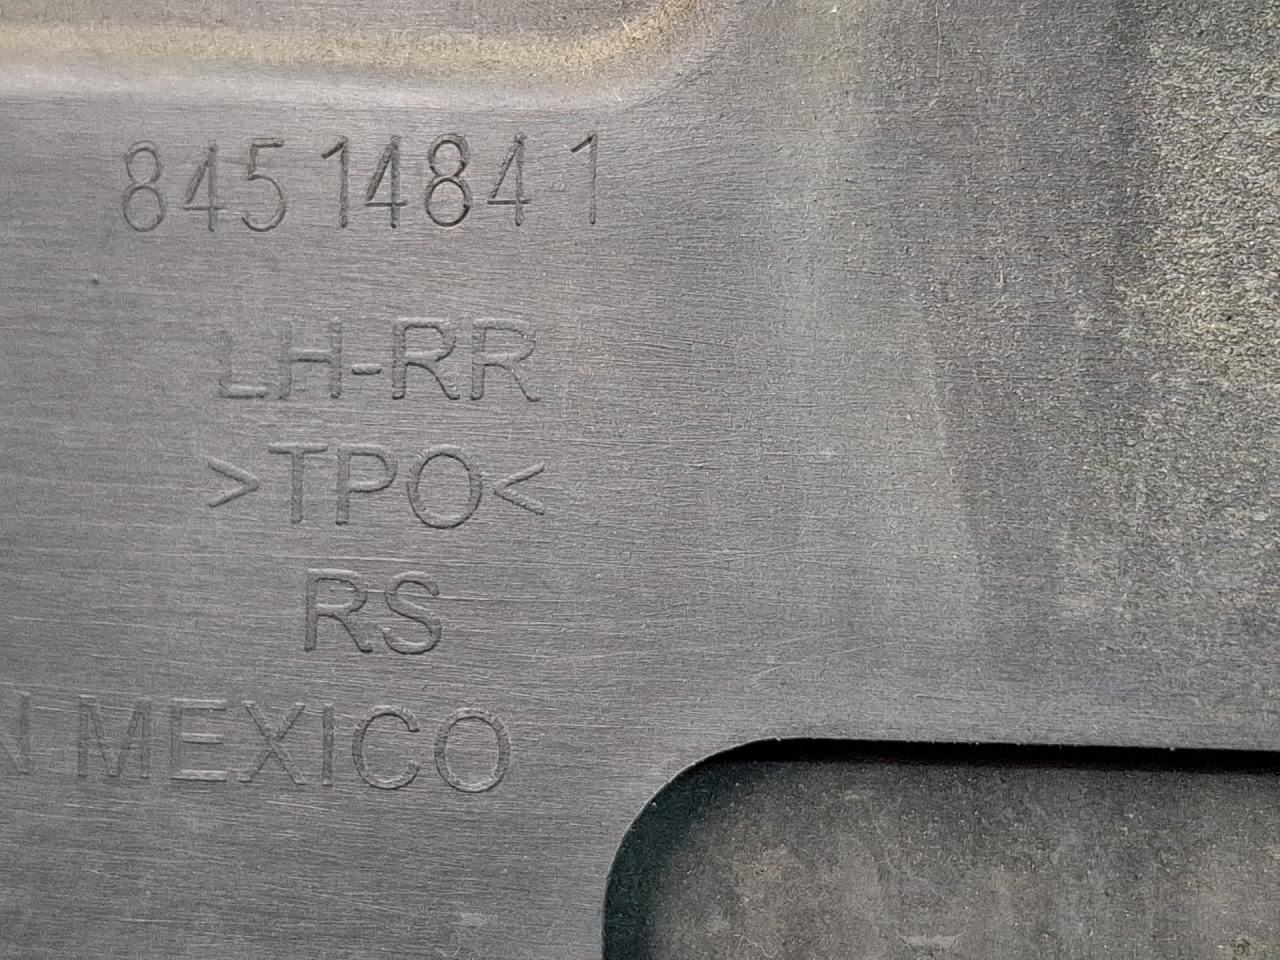 84514841
LH-RR
>TPO<
RS
N MEXICO